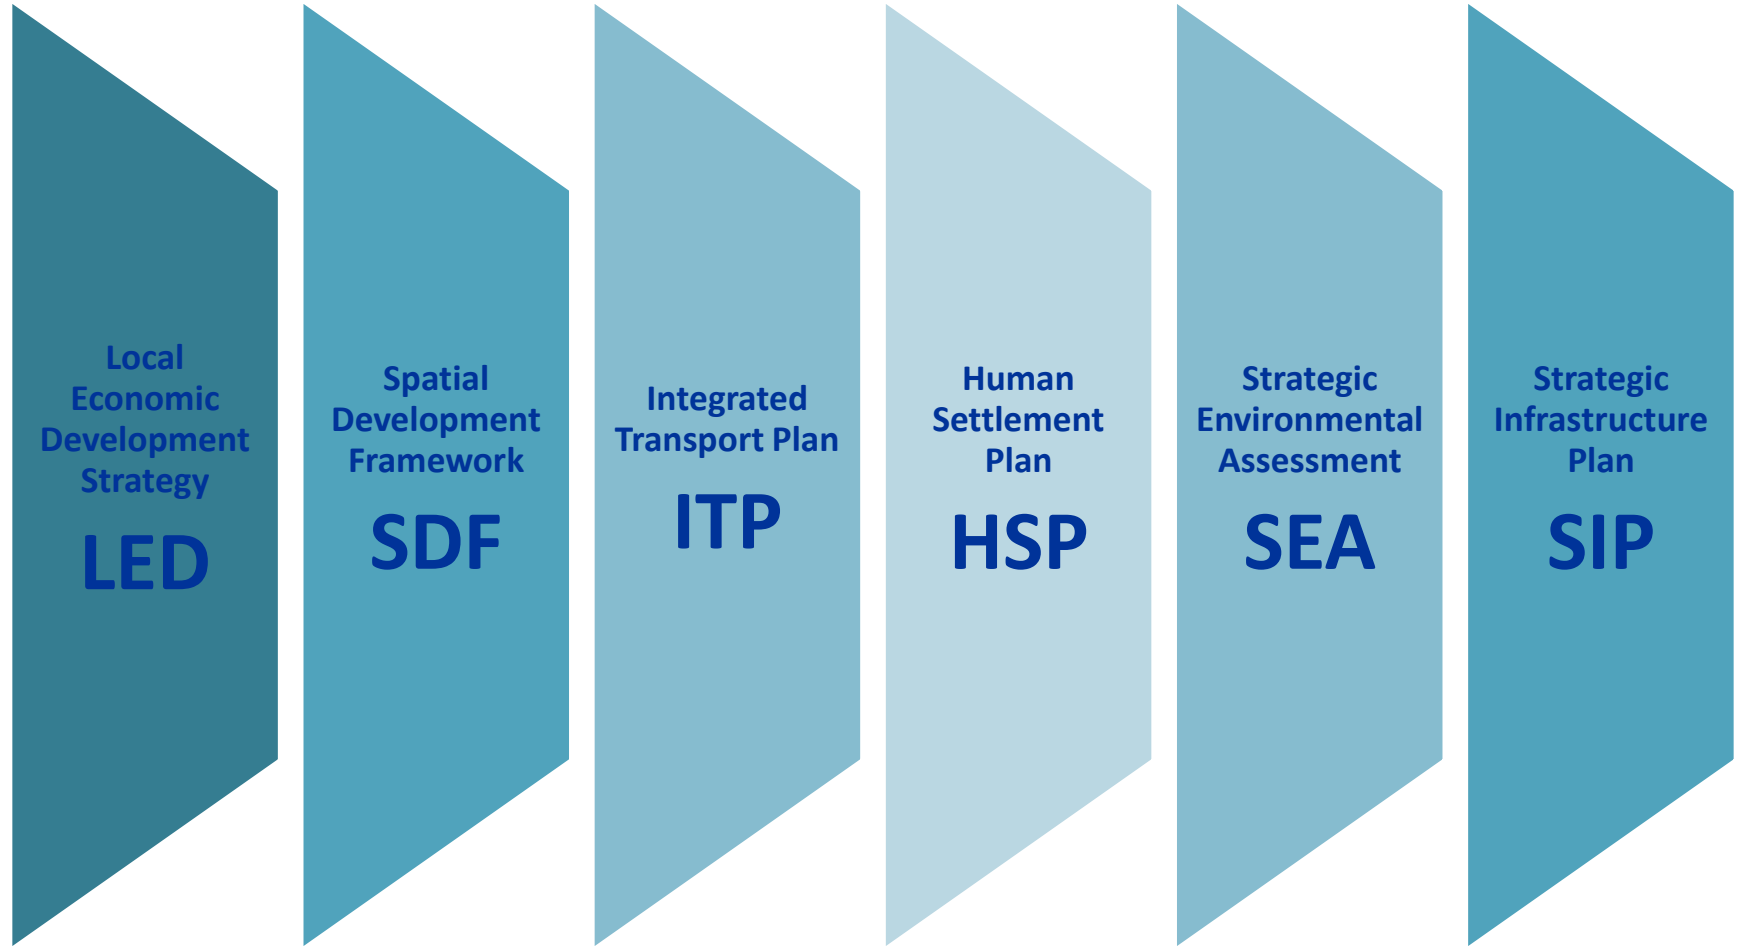 Local
Economic
Development
Strategy
LED
Spatial
Development
Framework
SDF
Integrated
Transport Plan
ITP
Human
Settlement
Plan
HSP
Strategic
Environmental
Assessment
SEA
Strategic
Infrastructure
Plan
SIP